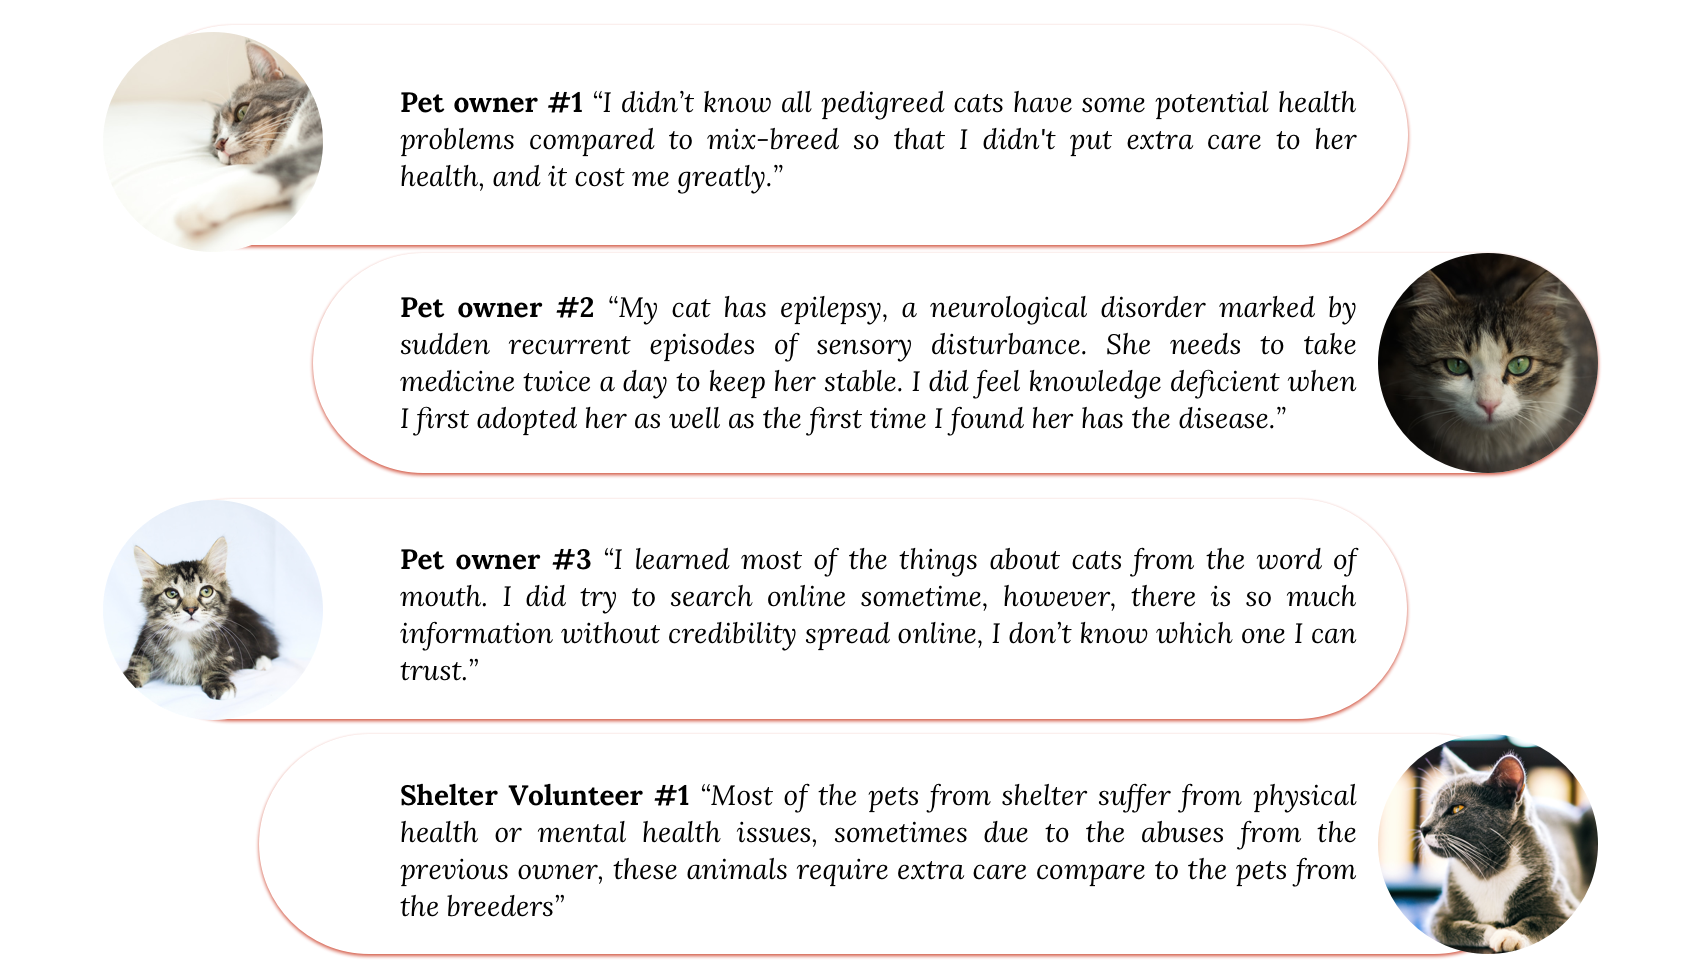 Pet owner #1 “I didn’t know all pedigreed cats have some potential health
problems compared to mix-breed so that I didn't put extra care to her
health, and it cost me greatly.”
Pet owner #2 “My cat has epilepsy, a neurological disorder marked by
sudden recurrent episodes of sensory disturbance. She needs to take
medicine twice a day to keep her stable. I did feel knowledge deficient when
I first adopted her as well as the first time I found her has the disease.”
Pet owner #3 “I learned most of the things about cats from the word of
mouth. I did try to search online sometime, however, there is so much
information without credibility spread online, I don’t know which one I can
trust.”
Shelter Volunteer #1 “Most of the pets from shelter suffer from physical
health or mental health issues, sometimes due to the abuses from the
previous owner, these animals require extra care compare to the pets from
the breeders”